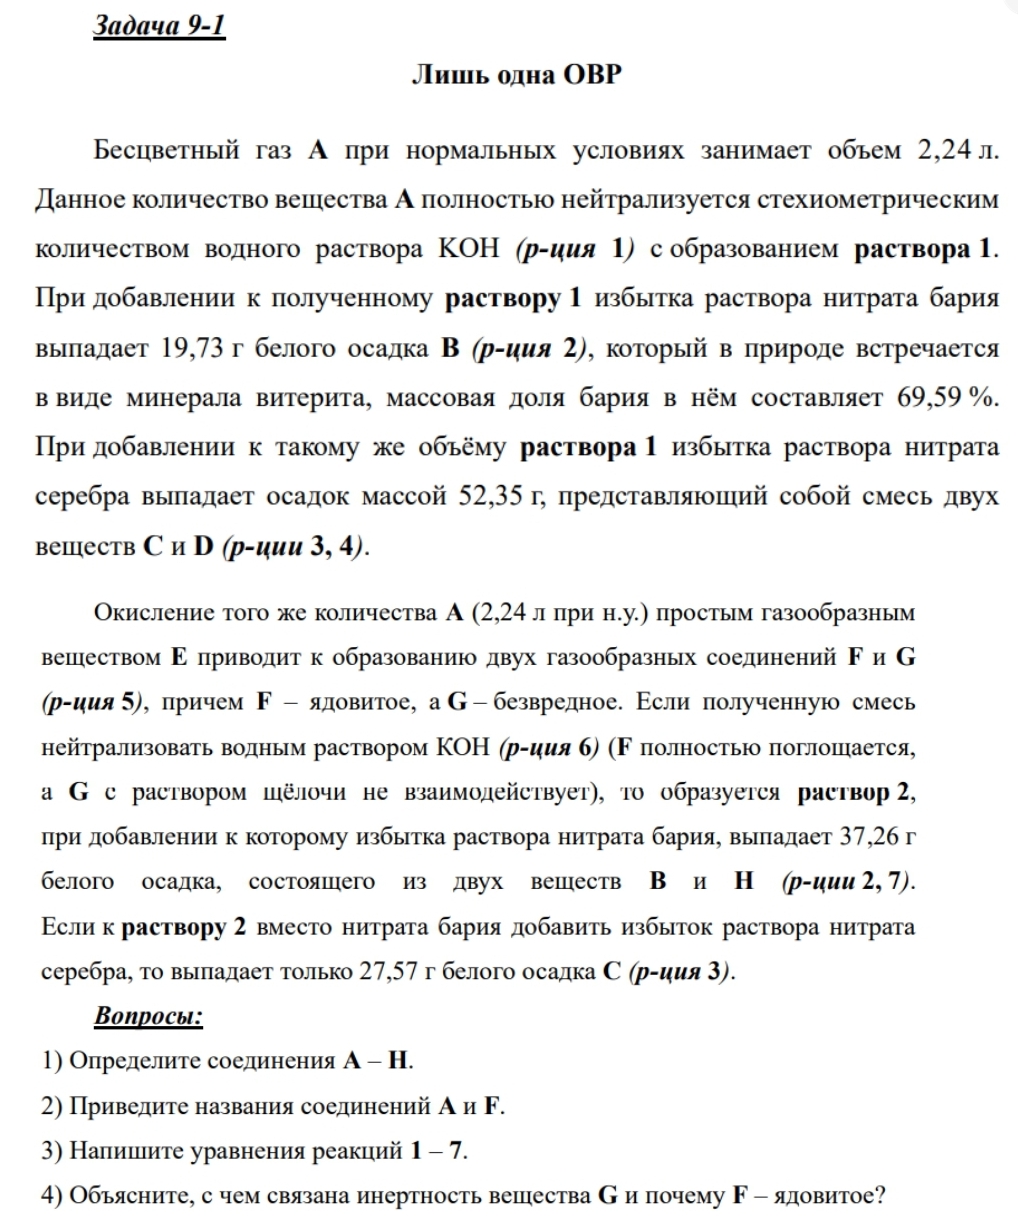 Задача 9-1
Лишь одна ОВР
Бесцветный газ А при нормальных условиях занимает объем 2,24 л.
Данное количество вещества А полностью нейтрализуется стехиометрическим
количеством водного раствора KOH (р-ция 1) с образованием раствора 1.
При добавлении к полученному раствору 1 избытка раствора нитрата бария
выпадает 19,73 г белого осадка В (р-ция 2), который в природе встречается
в виде минерала витерита, массовая доля бария в нём составляет 69,59 %.
При добавлении к такому же объёму раствора 1 избытка раствора нитрата
серебра выпадает осадок массой 52,35 г, представляющий собой смесь двух
веществ С и D (р-ции 3, 4).
Окисление того же количества А (2,24 л при н.у.) простым газообразным
веществом Е приводит к образованию двух газообразных соединений F и G
(р-ция 5), причем F – ядовитое, а G – безвредное. Если полученную смесь
нейтрализовать водным раствором КОН (р-ция 6) (F полностью поглощается,
а G с раствором щёлочи не взаимодействует), то образуется раствор 2,
при добавлении к которому избытка раствора нитрата бария, выпадает 37,26 г
белого осадка, состоящего из двух веществ В и Н (р-ции 2, 7).
Если к раствору 2 вместо нитрата бария добавить избыток раствора нитрата
серебра, то выпадает только 27,57 г белого осадка С (р-ция 3).
Вопросы:
1) Определите соединения А – Н.
2) Приведите названия соединений А и F.
3) Напишите уравнения реакций 1 – 7.
4) Объясните, с чем связана инертность вещества G и почему F – ядовитое?